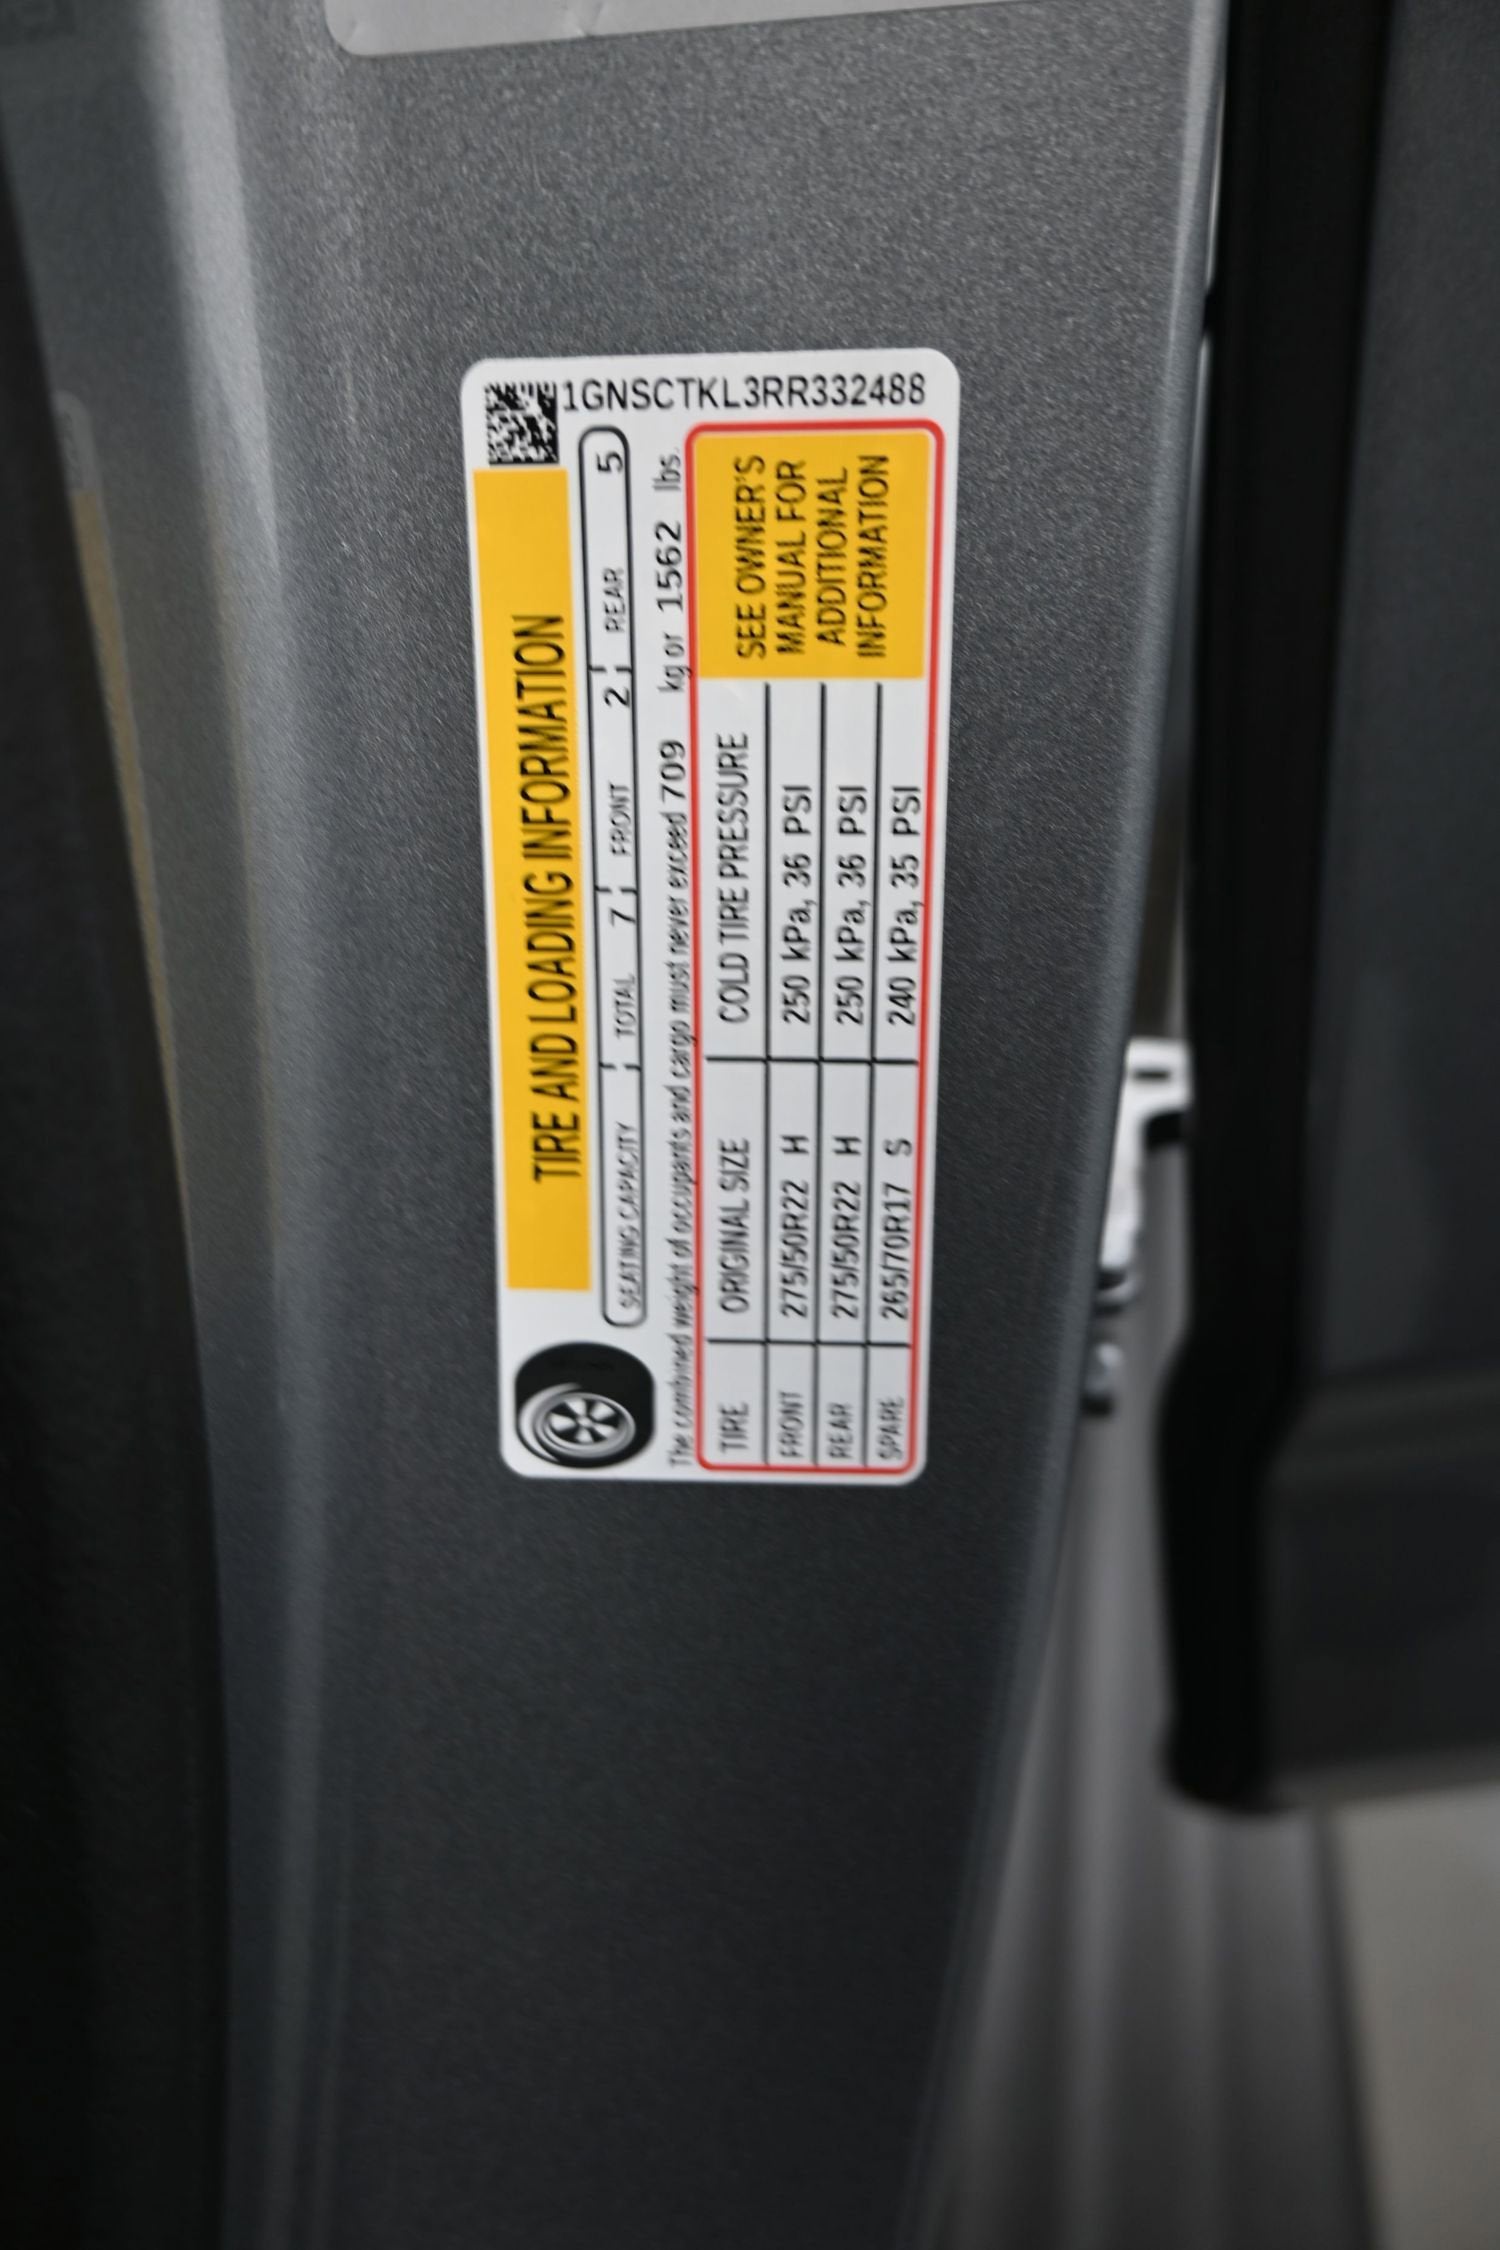 1GNSCTKL3RR332488
TIRE AND LOADING INFORMATION
SEATING CAPACITY TOTAL 7 FRONT 2 REAR 5
The combined weight of occupants and cargo must never exceed 709 kg or 1562 lbs.
TIRE ORIGINAL SIZE COLD TIRE PRESSURE
FRONT 275/50R22 H 250 kPa, 36 PSI
REAR 275/50R22 H 250 kPa, 36 PSI
SPARE 265/70R17 S 240 kPa, 35 PSI
SEE OWNER'S
MANUAL FOR
ADDITIONAL
INFORMATION